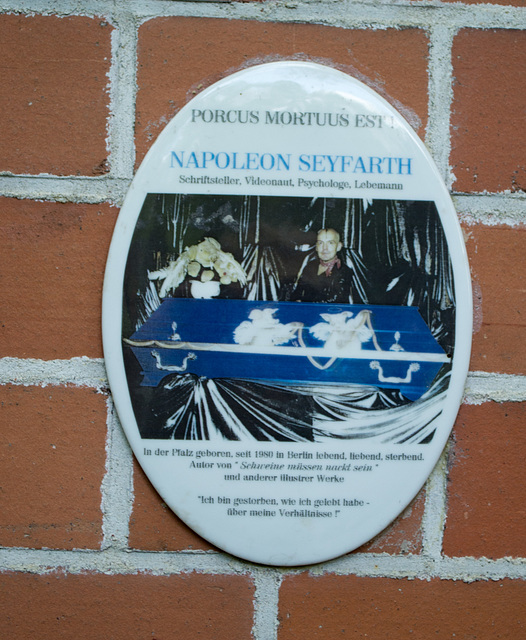 PORCUS MORTUUS EST !
NAPOLEON SEYFARTH
Schriftsteller, Videonaut, Psychologe, Lebemann
In der Pfalz geboren, seit 1980 in Berlin lebend, liebend, sterbend.
Autor von "Schweine müssen nackt sein"
und anderer illustrer Werke
"Ich bin gestorben, wie ich gelebt habe -
über meine Verhältnisse !"